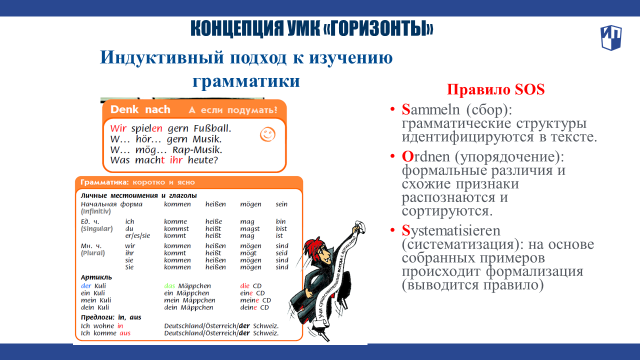 КОНЦЕПЦИЯ УМК «ГОРИЗОНТЫ»
Индуктивный подход к изучению
грамматики
Denk nach А если подумать!
Wir spielen gern Fußball.
W... hör... gern Musik.
W... mög... Rap-Musik.
Was macht ihr heute?
Грамматика: коротко и ясно
Личные местоимения и глаголы
Начальная форма kommen heißen mögen sein
(Infinitiv)
Ед. ч. ich komme heiße mag bin
(Singular) du kommst heißt magst bist
er/es/sie kommt heißt mag ist
Мн. ч. wir kommen heißen mögen sind
(Plural) ihr kommt heißt mögt seid
sie kommen heißen mögen sind
Sie kommen heißen mögen sind
Артикль
der Kuli das Mäppchen die CD
ein Kuli ein Mäppchen eine CD
mein Kuli mein Mäppchen meine CD
dein Kuli dein Mäppchen deine CD
Предлоги: in, aus
Ich wohne in Deutschland/Österreich/der Schweiz.
Ich komme aus Deutschland/Österreich/der Schweiz.
Правило SOS
• Sammeln (сбор):
грамматические структуры
идентифицируются в тексте.
• Ordnen (упорядочение):
формальные различия и
схожие признаки
распознаются и
сортируются.
• Systematisieren
(систематизация): на основе
собранных примеров
происходит формализация
(выводится правило)